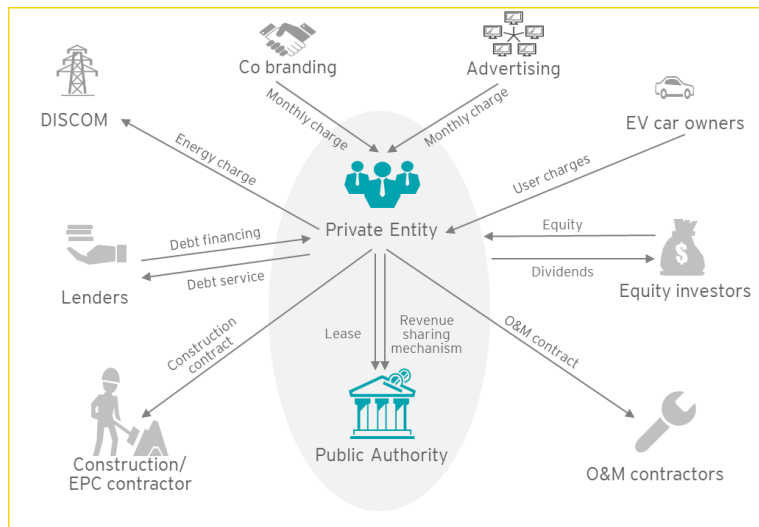 Co branding
Advertising
DISCOM
EV car owners
Monthly charge
Monthly charge
Energy charge
User charges
Private Entity
Debt financing
Debt service
Equity
Dividends
Lenders
Equity investors
Construction
contract
Lease
Revenue
sharing
mechanism
O&M contract
Public Authority
Construction/
EPC contractor
O&M contractors